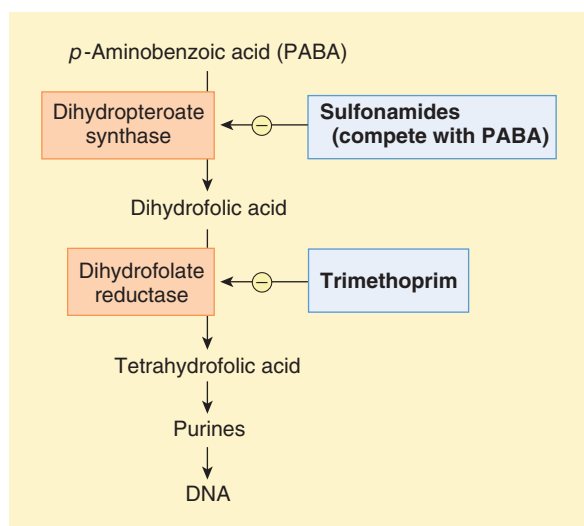 p-Aminobenzoic acid (PABA)
Dihydropteroate
synthase
−
Sulfonamides
(compete with PABA)
Dihydrofolic acid
Dihydrofolate
reductase
−
Trimethoprim
Tetrahydrofolic acid
Purines
DNA